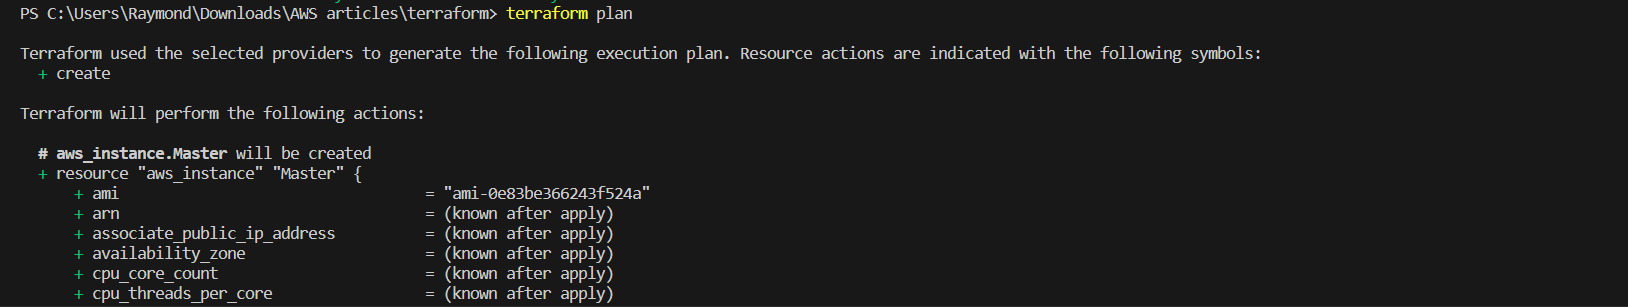 PS C:\Users\Raymond\Downloads\AWS articles\terraform> terraform plan
Terraform used the selected providers to generate the following execution plan. Resource actions are indicated with the following symbols:
+ create
Terraform will perform the following actions:
# aws_instance.Master will be created
+ resource "aws_instance" "Master" {
+ ami = "ami-0e83be366243f524a"
+ arn = (known after apply)
+ associate_public_ip_address = (known after apply)
+ availability_zone = (known after apply)
+ cpu_core_count = (known after apply)
+ cpu_threads_per_core = (known after apply)